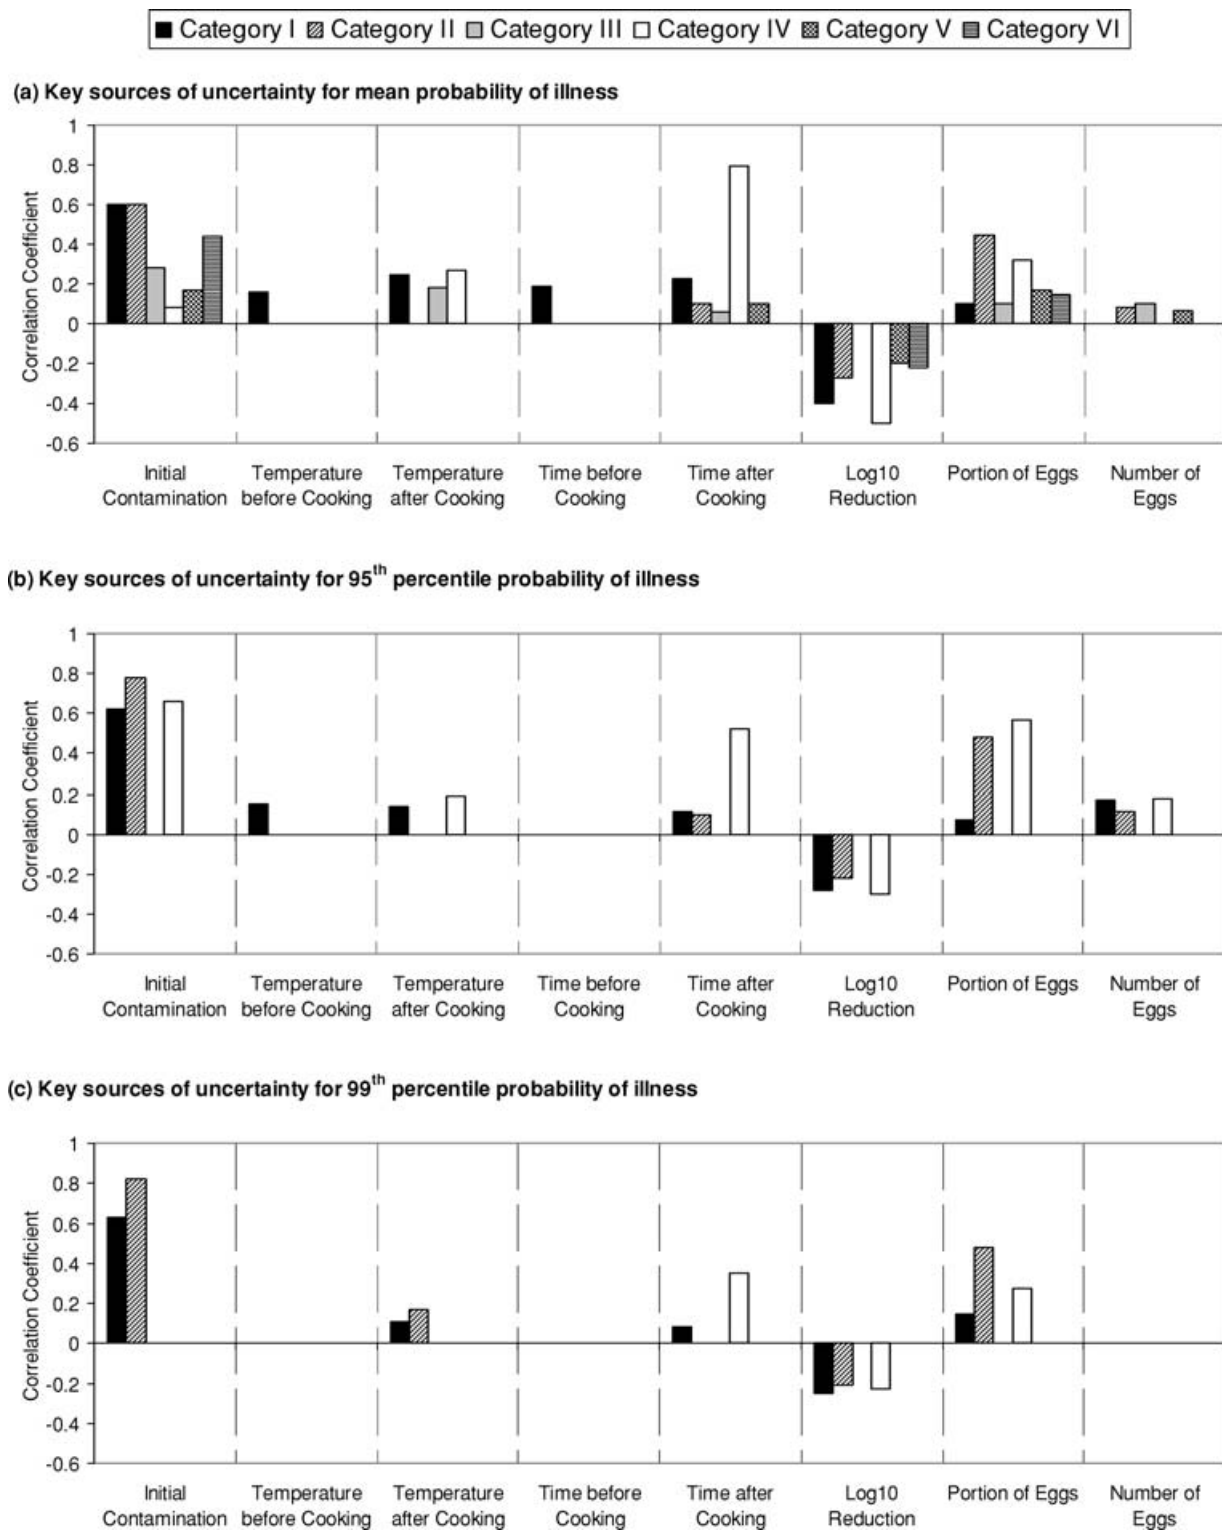 Category I Category II Category III Category IV Category V Category VI
(a) Key sources of uncertainty for mean probability of illness
Correlation Coefficient
1
0.8
0.6
0.4
0.2
0
-0.2
-0.4
-0.6
Initial Temperature Temperature Time before Time after Log10 Portion of Eggs Number of
Contamination before Cooking after Cooking Cooking Cooking Reduction Eggs
(b) Key sources of uncertainty for 95th percentile probability of illness
Correlation Coefficient
1
0.8
0.6
0.4
0.2
0
-0.2
-0.4
-0.6
Initial Temperature Temperature Time before Time after Log10 Portion of Eggs Number of
Contamination before Cooking after Cooking Cooking Cooking Reduction Eggs
(c) Key sources of uncertainty for 99th percentile probability of illness
Correlation Coefficient
1
0.8
0.6
0.4
0.2
0
-0.2
-0.4
-0.6
Initial Temperature Temperature Time before Time after Log10 Portion of Eggs Number of
Contamination before Cooking after Cooking Cooking Cooking Reduction Eggs